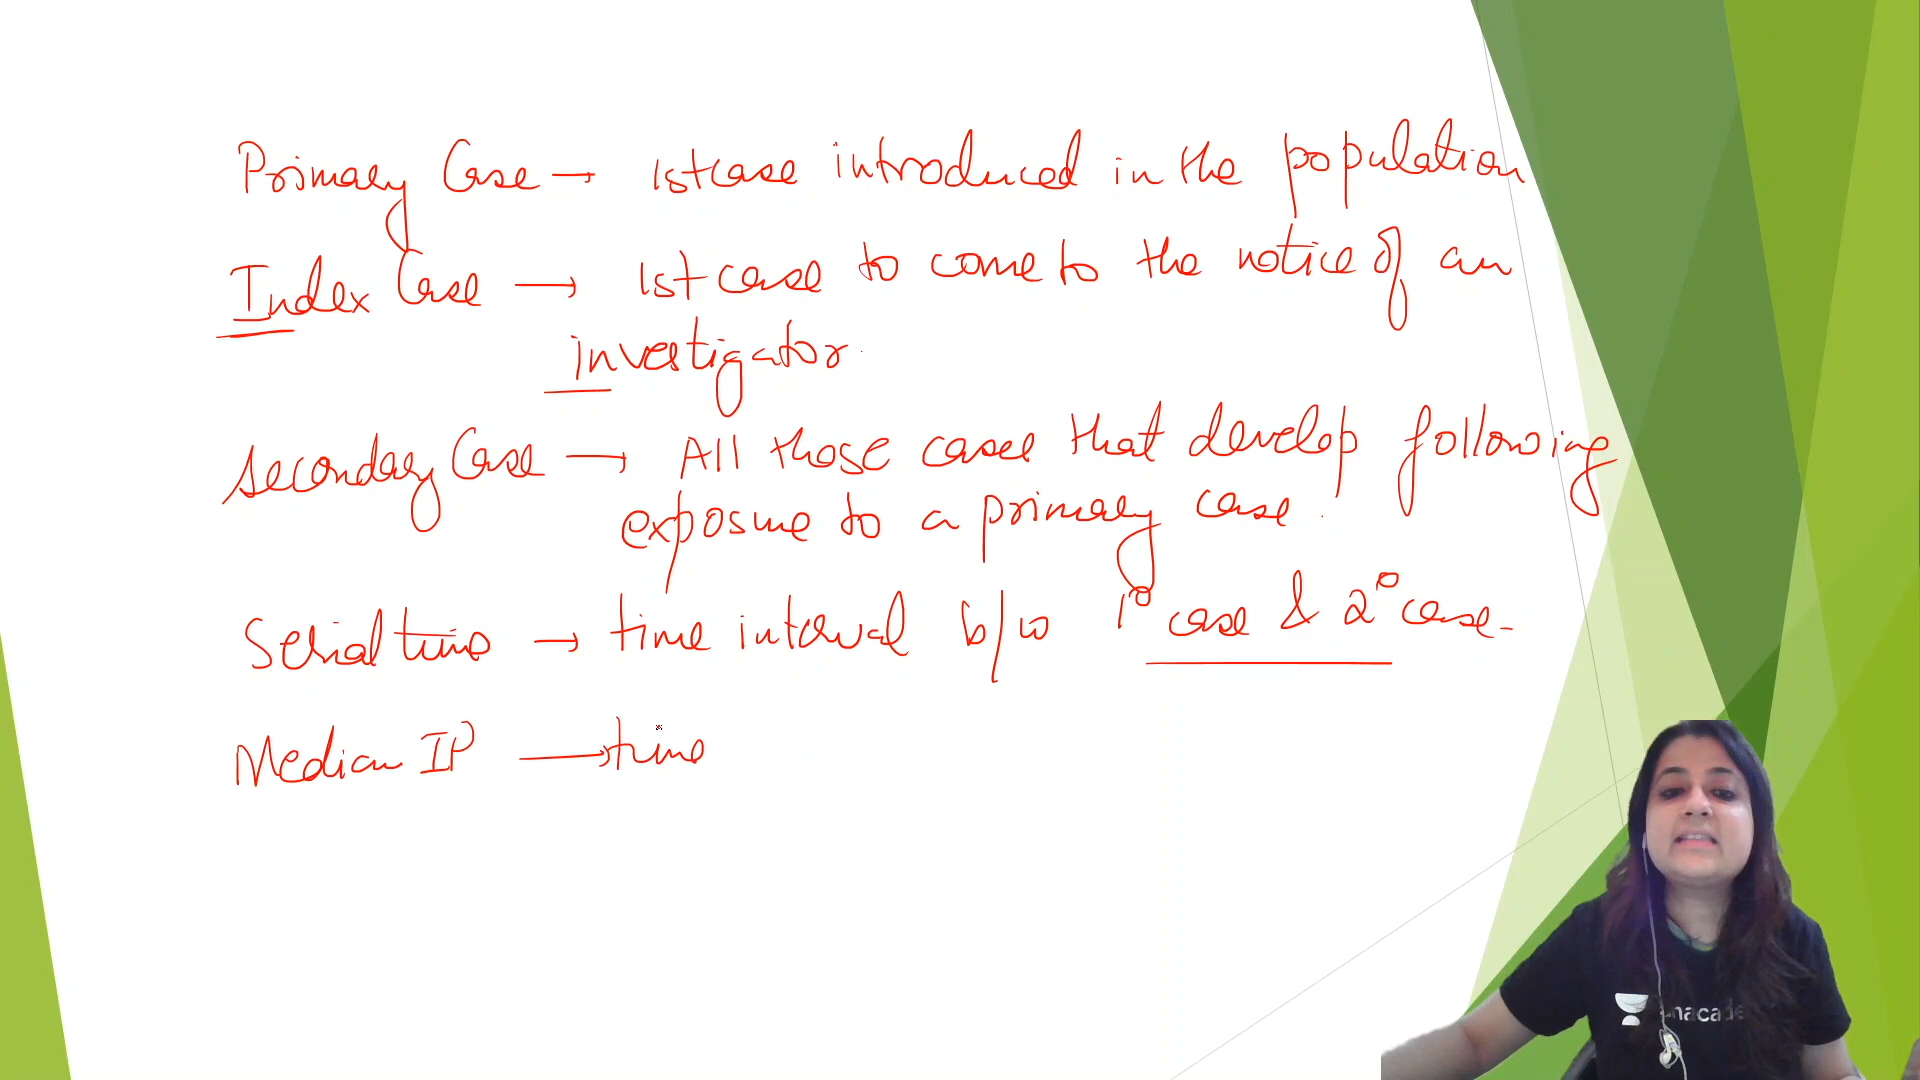 Primary Case → 1st case introduced in the population
Index Case → 1st case to come to the notice of an
investigator.
Secondary Case → All those cases that develop following
exposure to a primary case.
Serial time → time interval b/w 1° case & 2° case-
Median IP → time
unacade